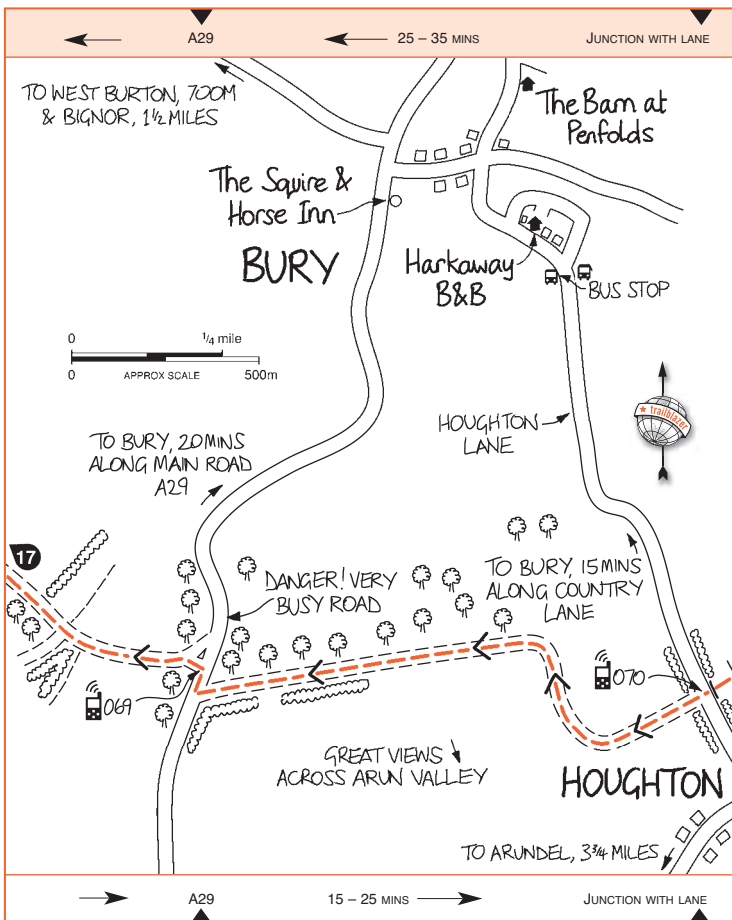 A29
25 – 35 MINS
JUNCTION WITH LANE
TO WEST BURTON, 700M
& BIGNOR, 1½ MILES
The Barn at
Penfolds
The Squire &
Horse Inn
BURY
Harkaway
B&B
BUS STOP
0 ¼ mile
0 APPROX SCALE 500m
★ trailblazer
HOUGHTON
LANE
TO BURY, 20MINS
ALONG MAIN ROAD
A29
17
DANGER! VERY
BUSY ROAD
TO BURY, 15MINS
ALONG COUNTRY
LANE
069
070
GREAT VIEWS
ACROSS ARUN VALLEY
HOUGHTON
TO ARUNDEL, 3¾ MILES
A29
15 – 25 MINS
JUNCTION WITH LANE